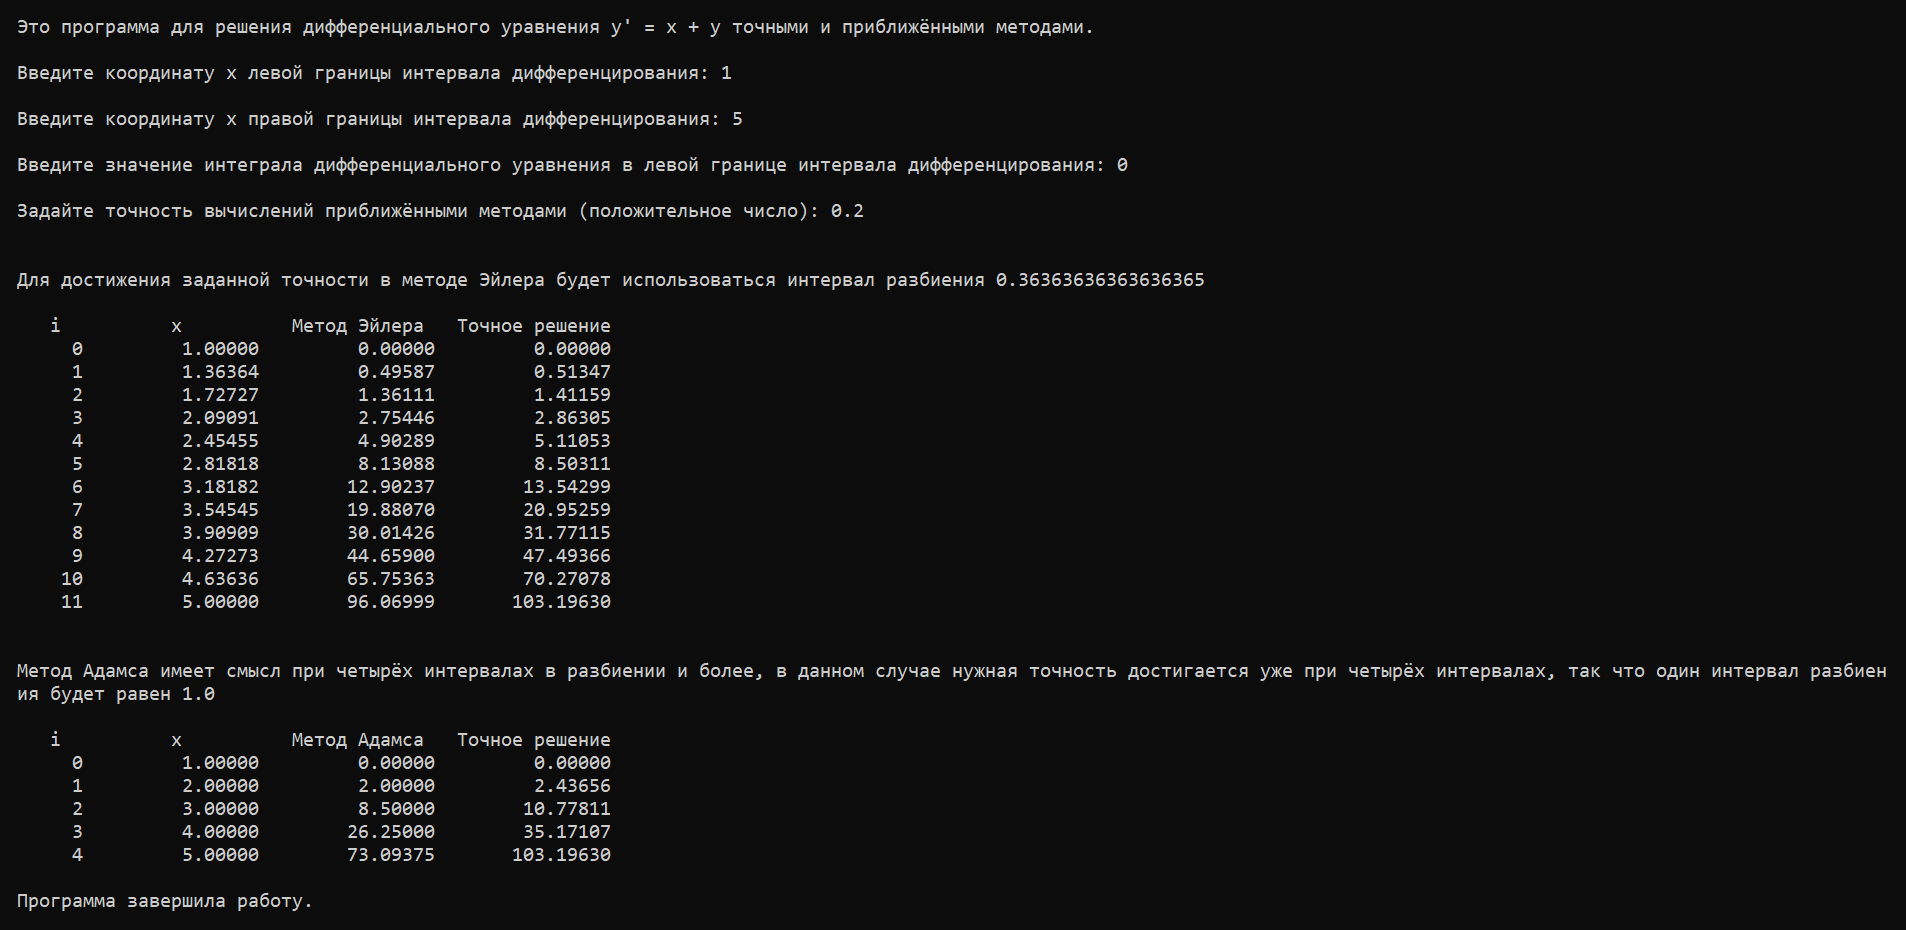 Это программа для решения дифференциального уравнения y' = x + y точными и приближёнными методами.
Введите координату x левой границы интервала дифференцирования: 1
Введите координату x правой границы интервала дифференцирования: 5
Введите значение интеграла дифференциального уравнения в левой границе интервала дифференцирования: 0
Задайте точность вычислений приближёнными методами (положительное число): 0.2
Для достижения заданной точности в методе Эйлера будет использоваться интервал разбиения 0.36363636363636365
i x Метод Эйлера Точное решение
0 1.00000 0.00000 0.00000
1 1.36364 0.49587 0.51347
2 1.72727 1.36111 1.41159
3 2.09091 2.75446 2.86305
4 2.45455 4.90289 5.11053
5 2.81818 8.13088 8.50311
6 3.18182 12.90237 13.54299
7 3.54545 19.88070 20.95259
8 3.90909 30.01426 31.77115
9 4.27273 44.65900 47.49366
10 4.63636 65.75363 70.27078
11 5.00000 96.06999 103.19630
Метод Адамса имеет смысл при четырёх интервалах в разбиении и более, в данном случае нужная точность достигается уже при четырёх интервалах, так что один интервал разбиен
ия будет равен 1.0
i x Метод Адамса Точное решение
0 1.00000 0.00000 0.00000
1 2.00000 2.00000 2.43656
2 3.00000 8.50000 10.77811
3 4.00000 26.25000 35.17107
4 5.00000 73.09375 103.19630
Программа завершила работу.